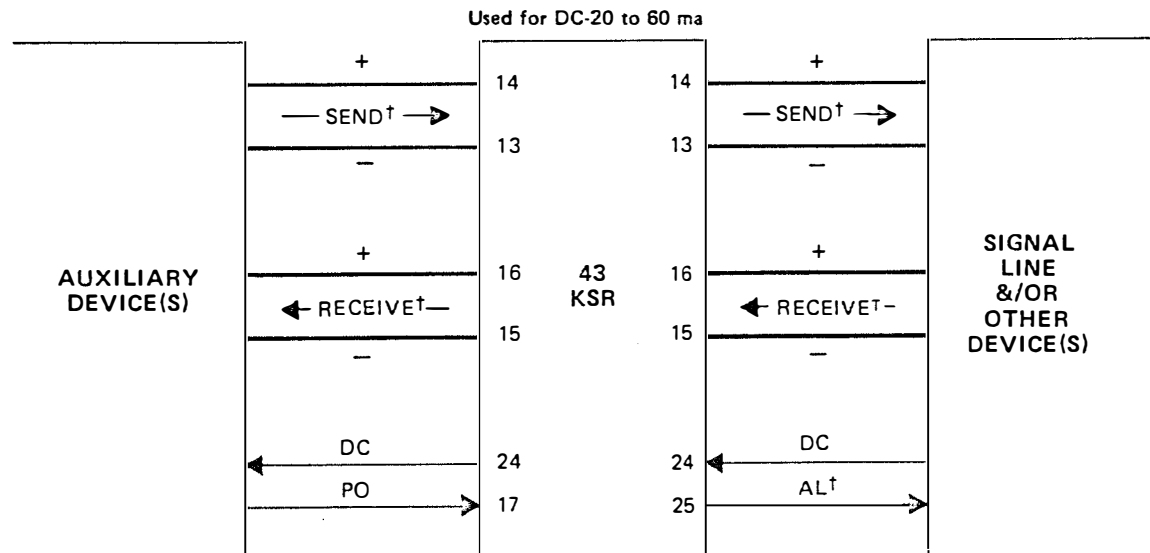 Used for DC-20 to 60 ma
+
14
14
+
— SEND† →
— SEND† →
13
13
−
−
+
16
16
+
AUXILIARY
DEVICE(S)
← RECEIVE† —
43
KSR
← RECEIVE† –
15
15
−
−
SIGNAL
LINE
&/OR
OTHER
DEVICE(S)
DC
24
24
DC
PO
17
25
AL†